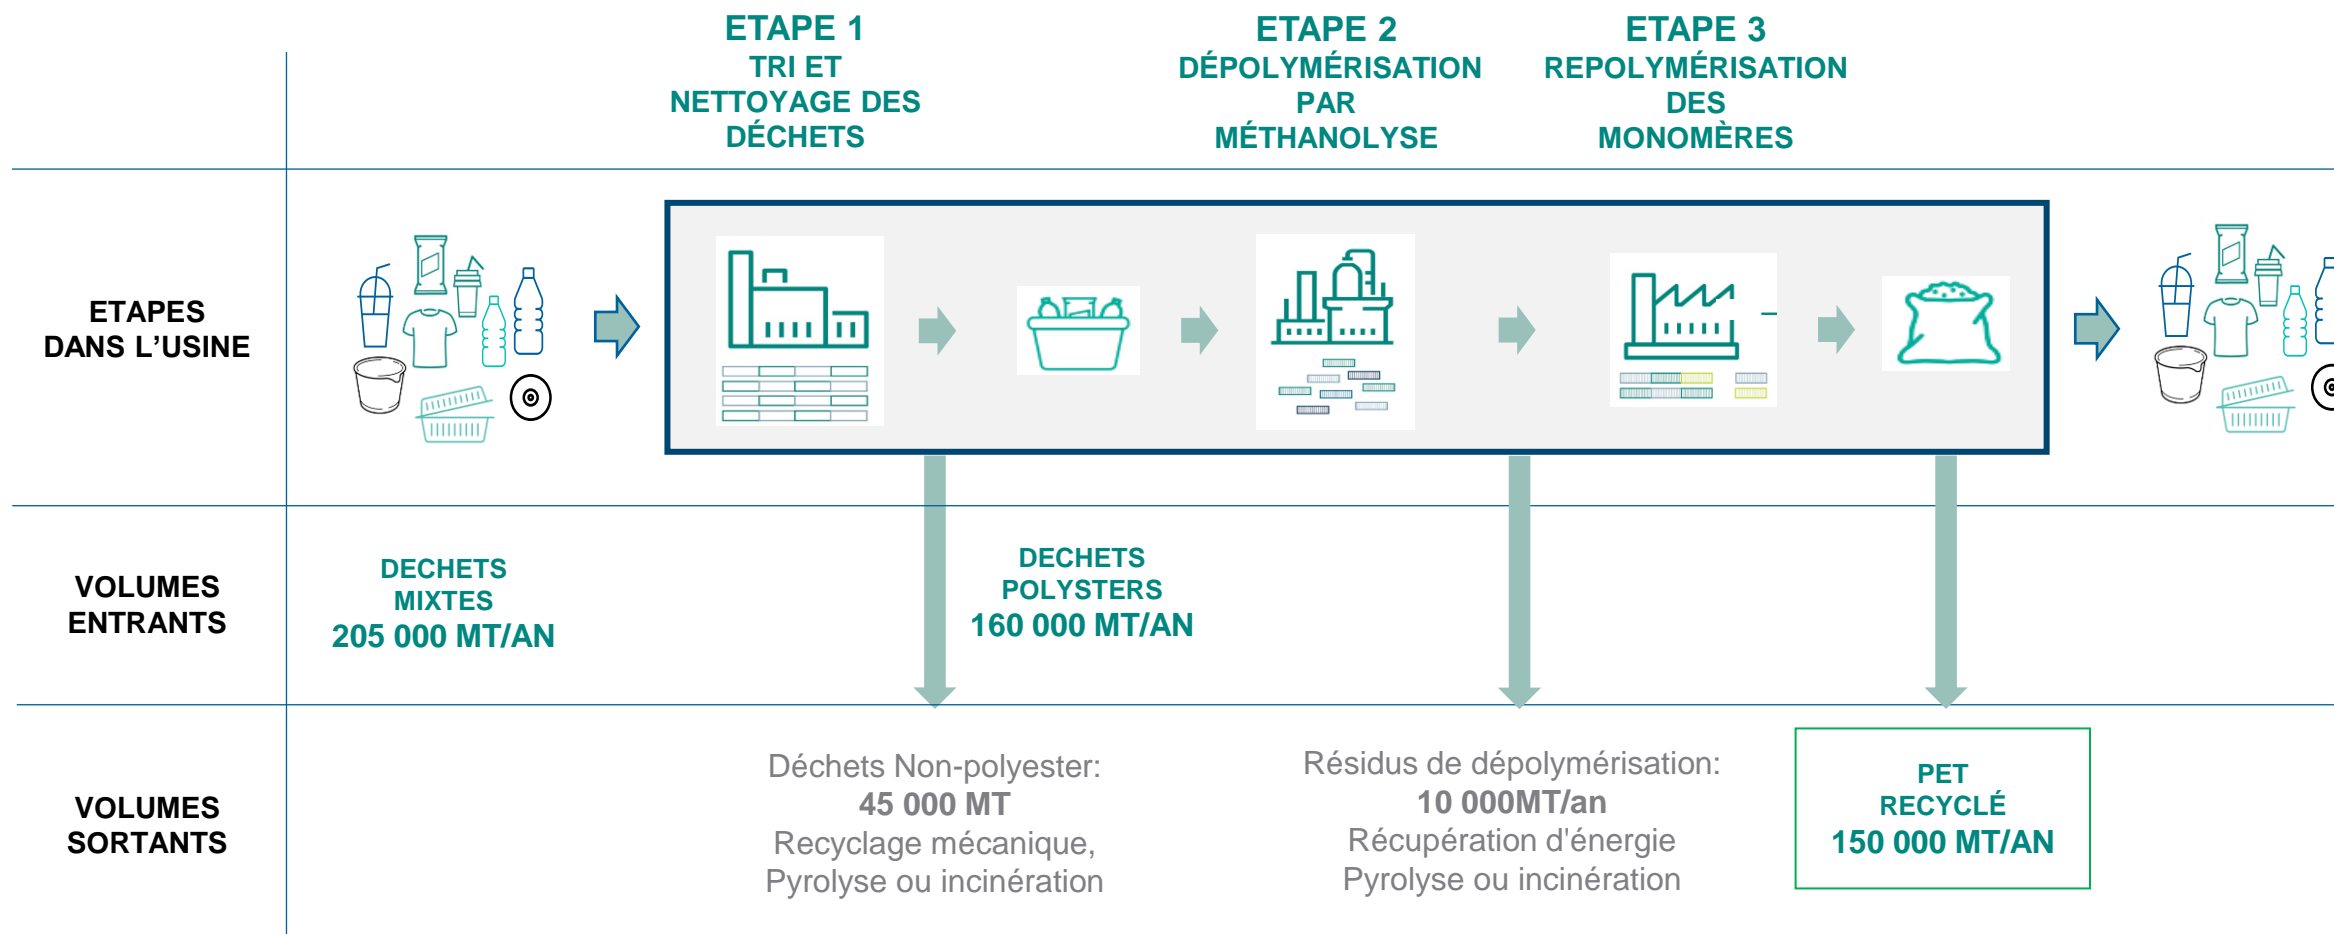 ETAPE 1
TRI ET
NETTOYAGE DES
DÉCHETS
ETAPE 2
DÉPOLYMÉRISATION
PAR
MÉTHANOLYSE
ETAPE 3
REPOLYMÉRISATION
DES
MONOMÈRES
ETAPES
DANS L’USINE
VOLUMES
ENTRANTS
DECHETS
MIXTES
205 000 MT/AN
DECHETS
POLYSTERS
160 000 MT/AN
VOLUMES
SORTANTS
Déchets Non-polyester:
45 000 MT
Recyclage mécanique,
Pyrolyse ou incinération
Résidus de dépolymérisation:
10 000MT/an
Récupération d'énergie
Pyrolyse ou incinération
PET
RECYCLÉ
150 000 MT/AN